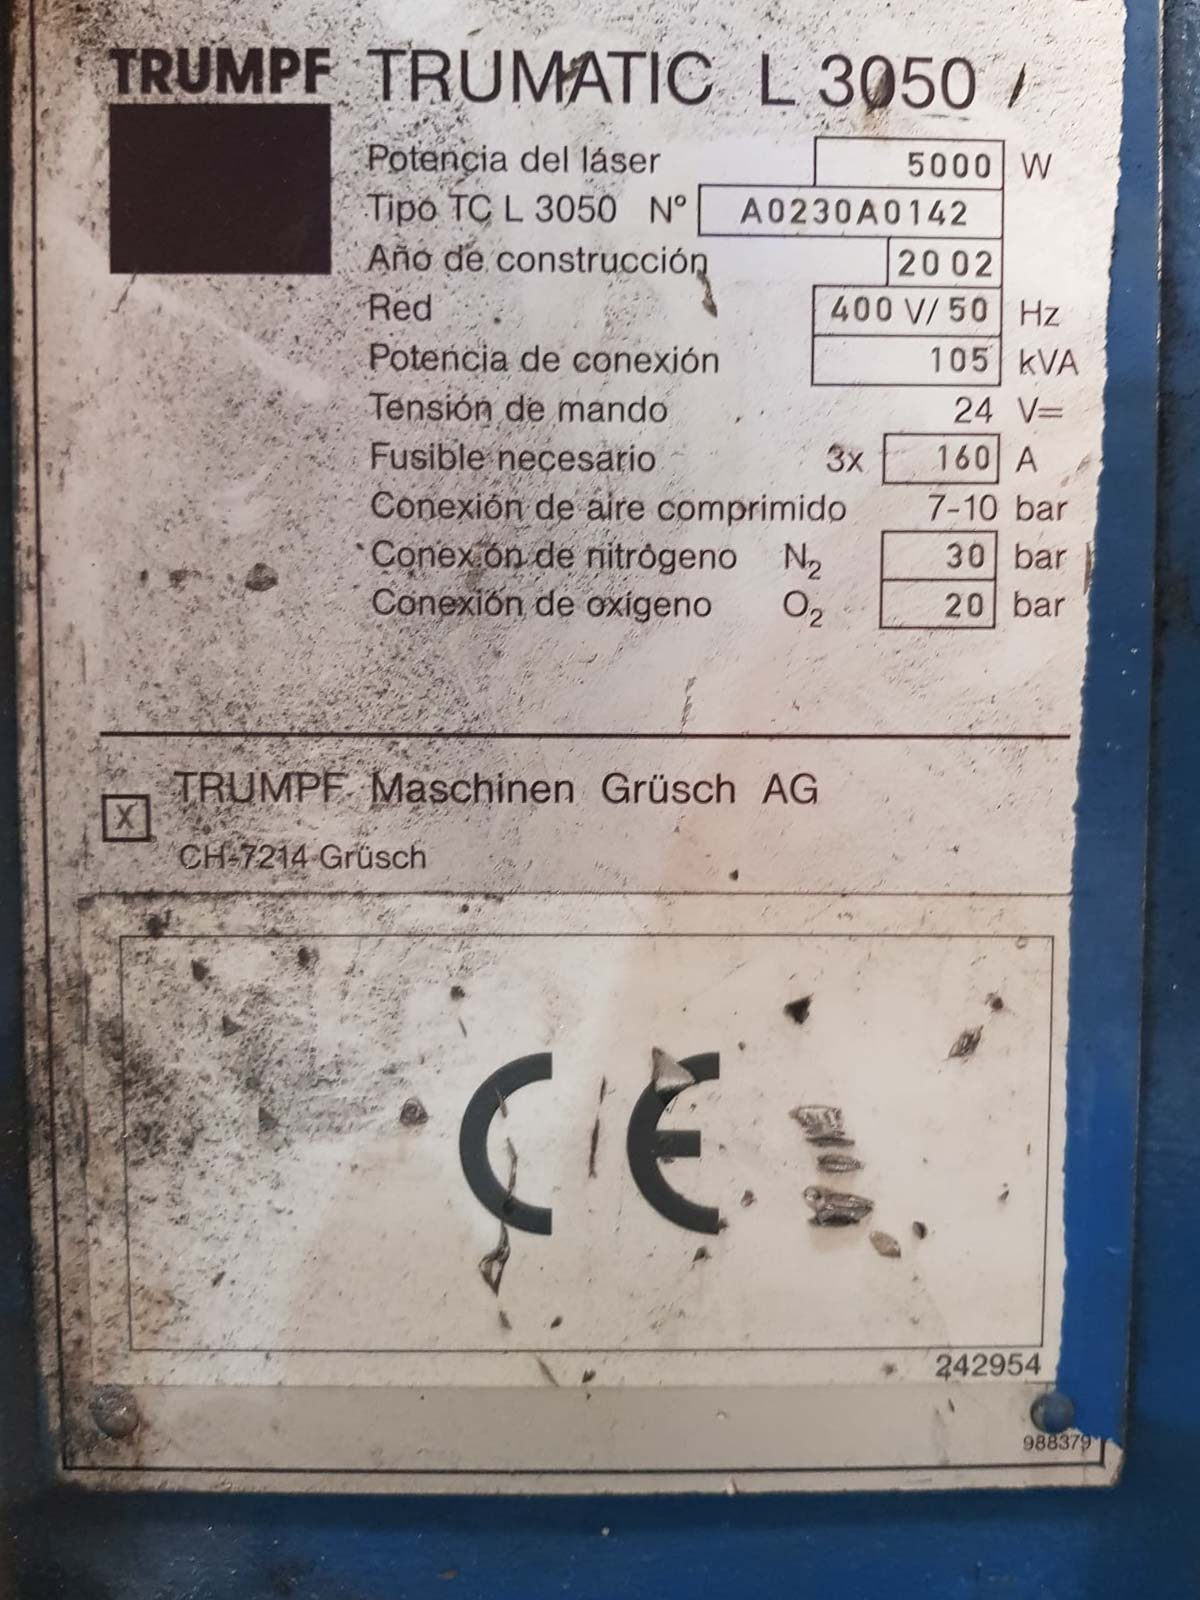 TRUMPF TRUMATIC L 3050
Potencia del láser 5000 W
Tipo TC L 3050 N° A0230A0142
Año de construcción 2002
Red 400 V/50 Hz
Potencia de conexión 105 kVA
Tensión de mando 24 V=
Fusible necesario 3x 160 A
Conexión de aire comprimido 7-10 bar
Conexión de nitrógeno N₂ 30 bar
Conexión de oxígeno O₂ 20 bar
X TRUMPF Maschinen Grüsch AG
CH-7214 Grüsch
CE
242954
988379